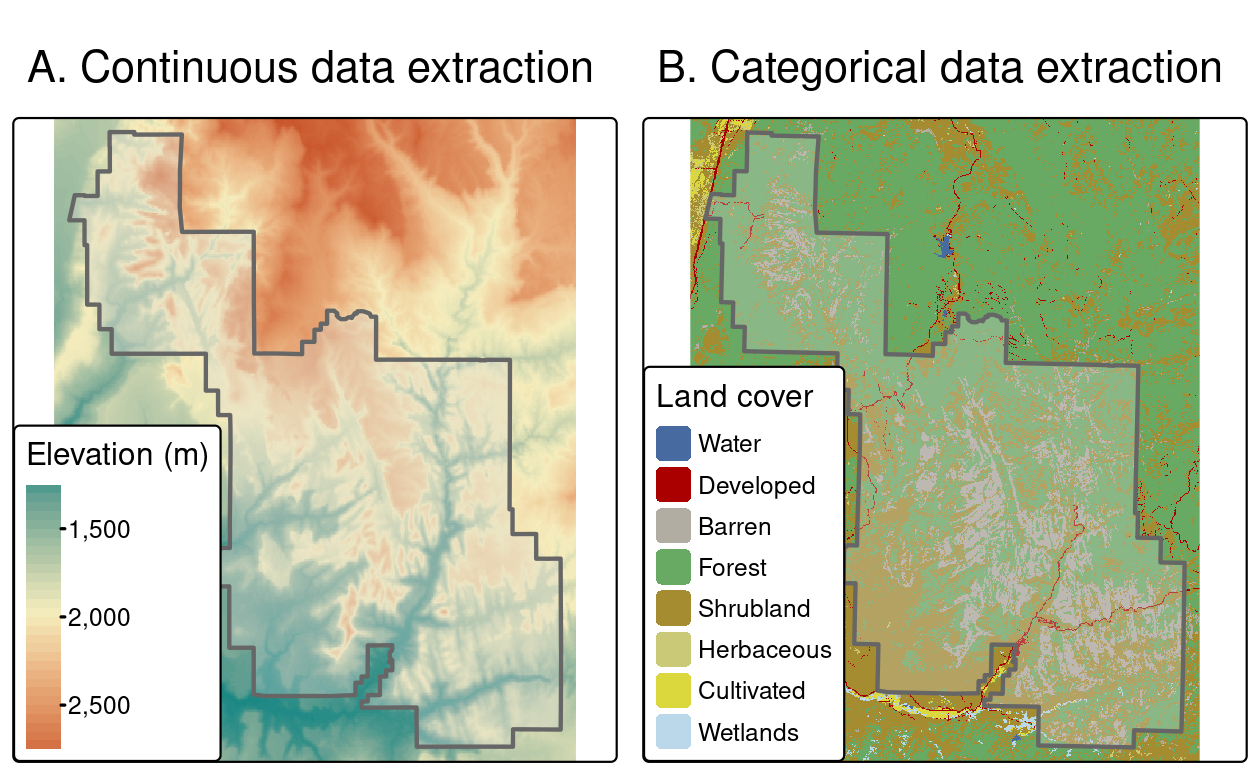 A. Continuous data extraction
B. Categorical data extraction
Elevation (m)
1,500
2,000
2,500
Land cover
Water
Developed
Barren
Forest
Shrubland
Herbaceous
Cultivated
Wetlands